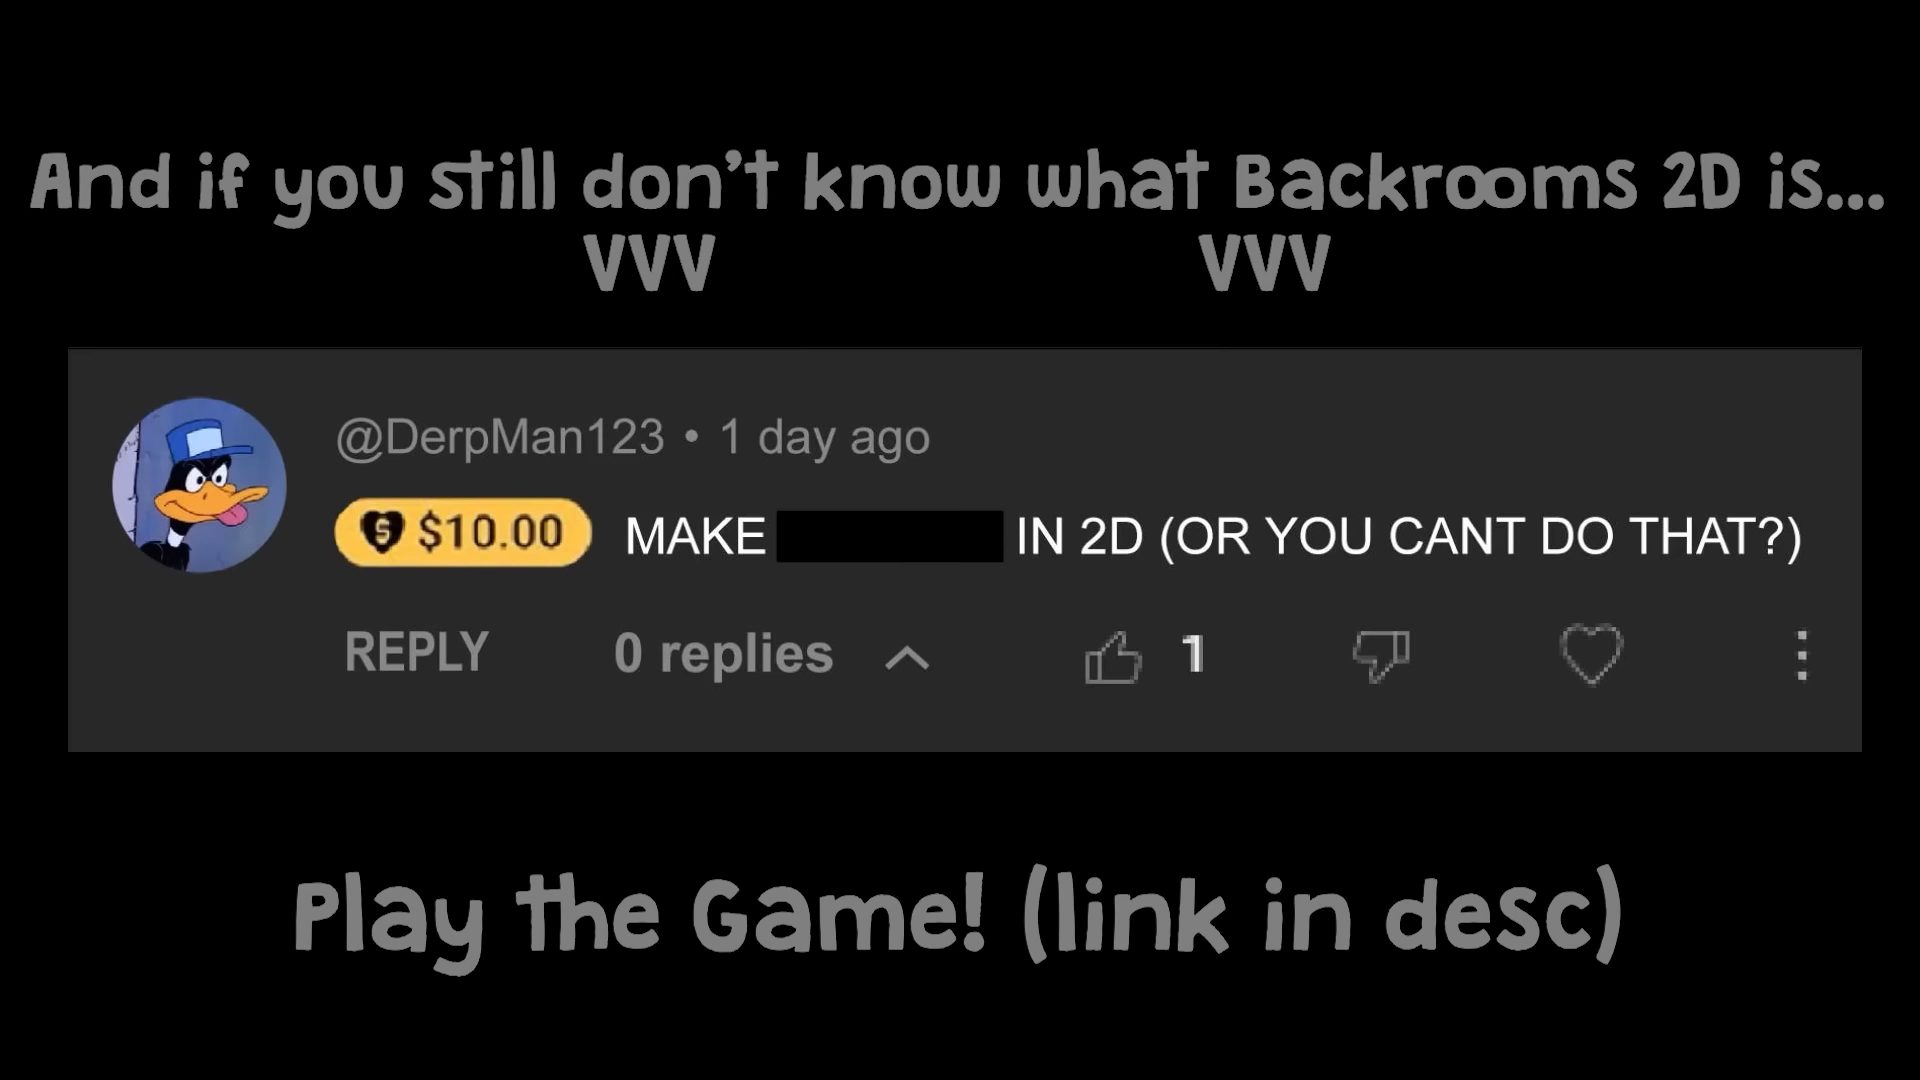 And if you still don't know what Backrooms 2D is...
VVV VVV
@DerpMan123 • 1 day ago
$10.00 MAKE IN 2D (OR YOU CANT DO THAT?)
REPLY 0 replies 1
Play the Game! (link in desc)